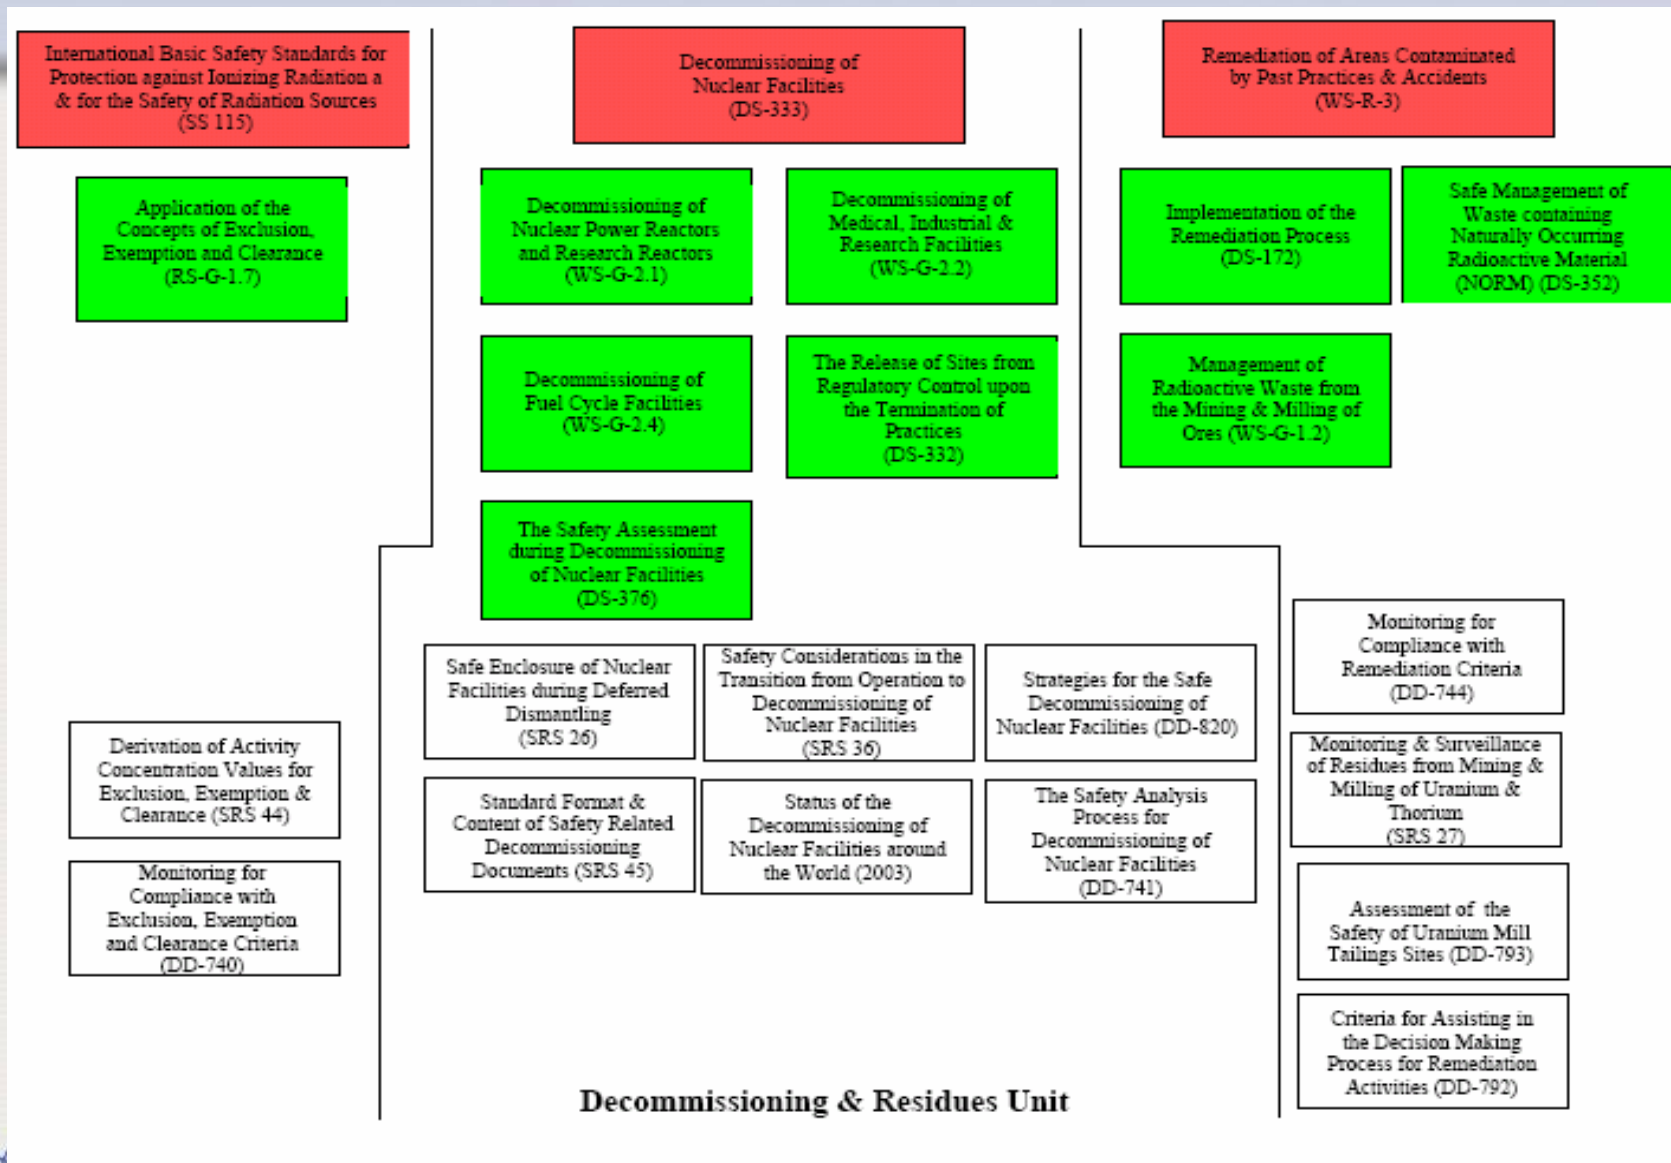 International Basic Safety Standards for
Protection against Ionizing Radiation a
& for the Safety of Radiation Sources
(SS 115)
Application of the
Concepts of Exclusion,
Exemption and Clearance
(RS-G-1.7)
Derivation of Activity
Concentration Values for
Exclusion, Exemption &
Clearance (SRS 44)
Monitoring for
Compliance with
Exclusion, Exemption
and Clearance Criteria
(DD-740)
Decommissioning of
Nuclear Facilities
(DS-333)
Decommissioning of
Nuclear Power Reactors
and Research Reactors
(WS-G-2.1)
Decommissioning of
Medical, Industrial &
Research Facilities
(WS-G-2.2)
Decommissioning of
Fuel Cycle Facilities
(WS-G-2.4)
The Release of Sites from
Regulatory Control upon
the Termination of
Practices
(DS-332)
The Safety Assessment
during Decommissioning
of Nuclear Facilities
(DS-376)
Safe Enclosure of Nuclear
Facilities during Deferred
Dismantling
(SRS 26)
Safety Considerations in the
Transition from Operation to
Decommissioning of
Nuclear Facilities
(SRS 36)
Strategies for the Safe
Decommissioning of
Nuclear Facilities (DD-820)
Standard Format &
Content of Safety Related
Decommissioning
Documents (SRS 45)
Status of the
Decommissioning of
Nuclear Facilities around
the World (2003)
The Safety Analysis
Process for
Decommissioning of
Nuclear Facilities
(DD-741)
Remediation of Areas Contaminated
by Past Practices & Accidents
(WS-R-3)
Implementation of the
Remediation Process
(DS-172)
Safe Management of
Waste containing
Naturally Occurring
Radioactive Material
(NORM) (DS-352)
Management of
Radioactive Waste from
the Mining & Milling of
Ores (WS-G-1.2)
Monitoring for
Compliance with
Remediation Criteria
(DD-744)
Monitoring & Surveillance
of Residues from Mining &
Milling of Uranium &
Thorium
(SRS 27)
Assessment of the
Safety of Uranium Mill
Tailings Sites (DD-793)
Criteria for Assisting in
the Decision Making
Process for Remediation
Activities (DD-792)
Decommissioning & Residues Unit